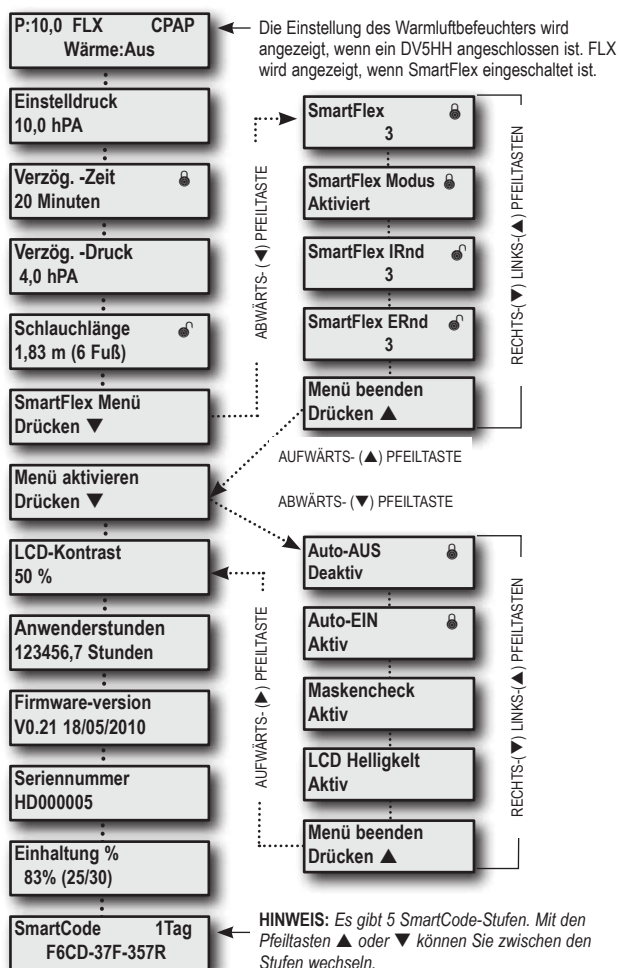 P:10,0 FLX CPAP
Wärme:Aus
Die Einstellung des Warmluftbefeuchters wird
angezeigt, wenn ein DV5HH angeschlossen ist. FLX
wird angezeigt, wenn SmartFlex eingeschaltet ist.
Einstelldruck
10,0 hPA
Verzög. -Zeit
20 Minuten
Verzög. -Druck
4,0 hPA
Schlauchlänge
1,83 m (6 Fuß)
SmartFlex Menü
Drücken ▼
ABWÄRTS- (◀) PFEILTASTE
SmartFlex
3
SmartFlex Modus
Aktiviert
SmartFlex IRnd
3
SmartFlex ERnd
3
Menü beenden
Drücken ▲
RECHTS-(▼) LINKS-(▲) PFEILTASTEN
AUFWÄRTS- (▲) PFEILTASTE
Menü aktivieren
Drücken ▼
ABWÄRTS- (▼) PFEILTASTE
LCD-Kontrast
50 %
Anwenderstunden
123456,7 Stunden
Firmware-version
V0.21 18/05/2010
Seriennummer
HD000005
Einhaltung %
83% (25/30)
SmartCode 1Tag
F6CD-37F-357R
AUFWÄRTS- (▲) PFEILTASTE
Auto-AUS
Deaktiv
Auto-EIN
Aktiv
Maskencheck
Aktiv
LCD Helligkelt
Aktiv
Menü beenden
Drücken ▲
RECHTS-(▼) LINKS-(▲) PFEILTASTEN
HINWEIS: Es gibt 5 SmartCode-Stufen. Mit den
Pfeiltasten ▲ oder ▼ können Sie zwischen den
Stufen wechseln.